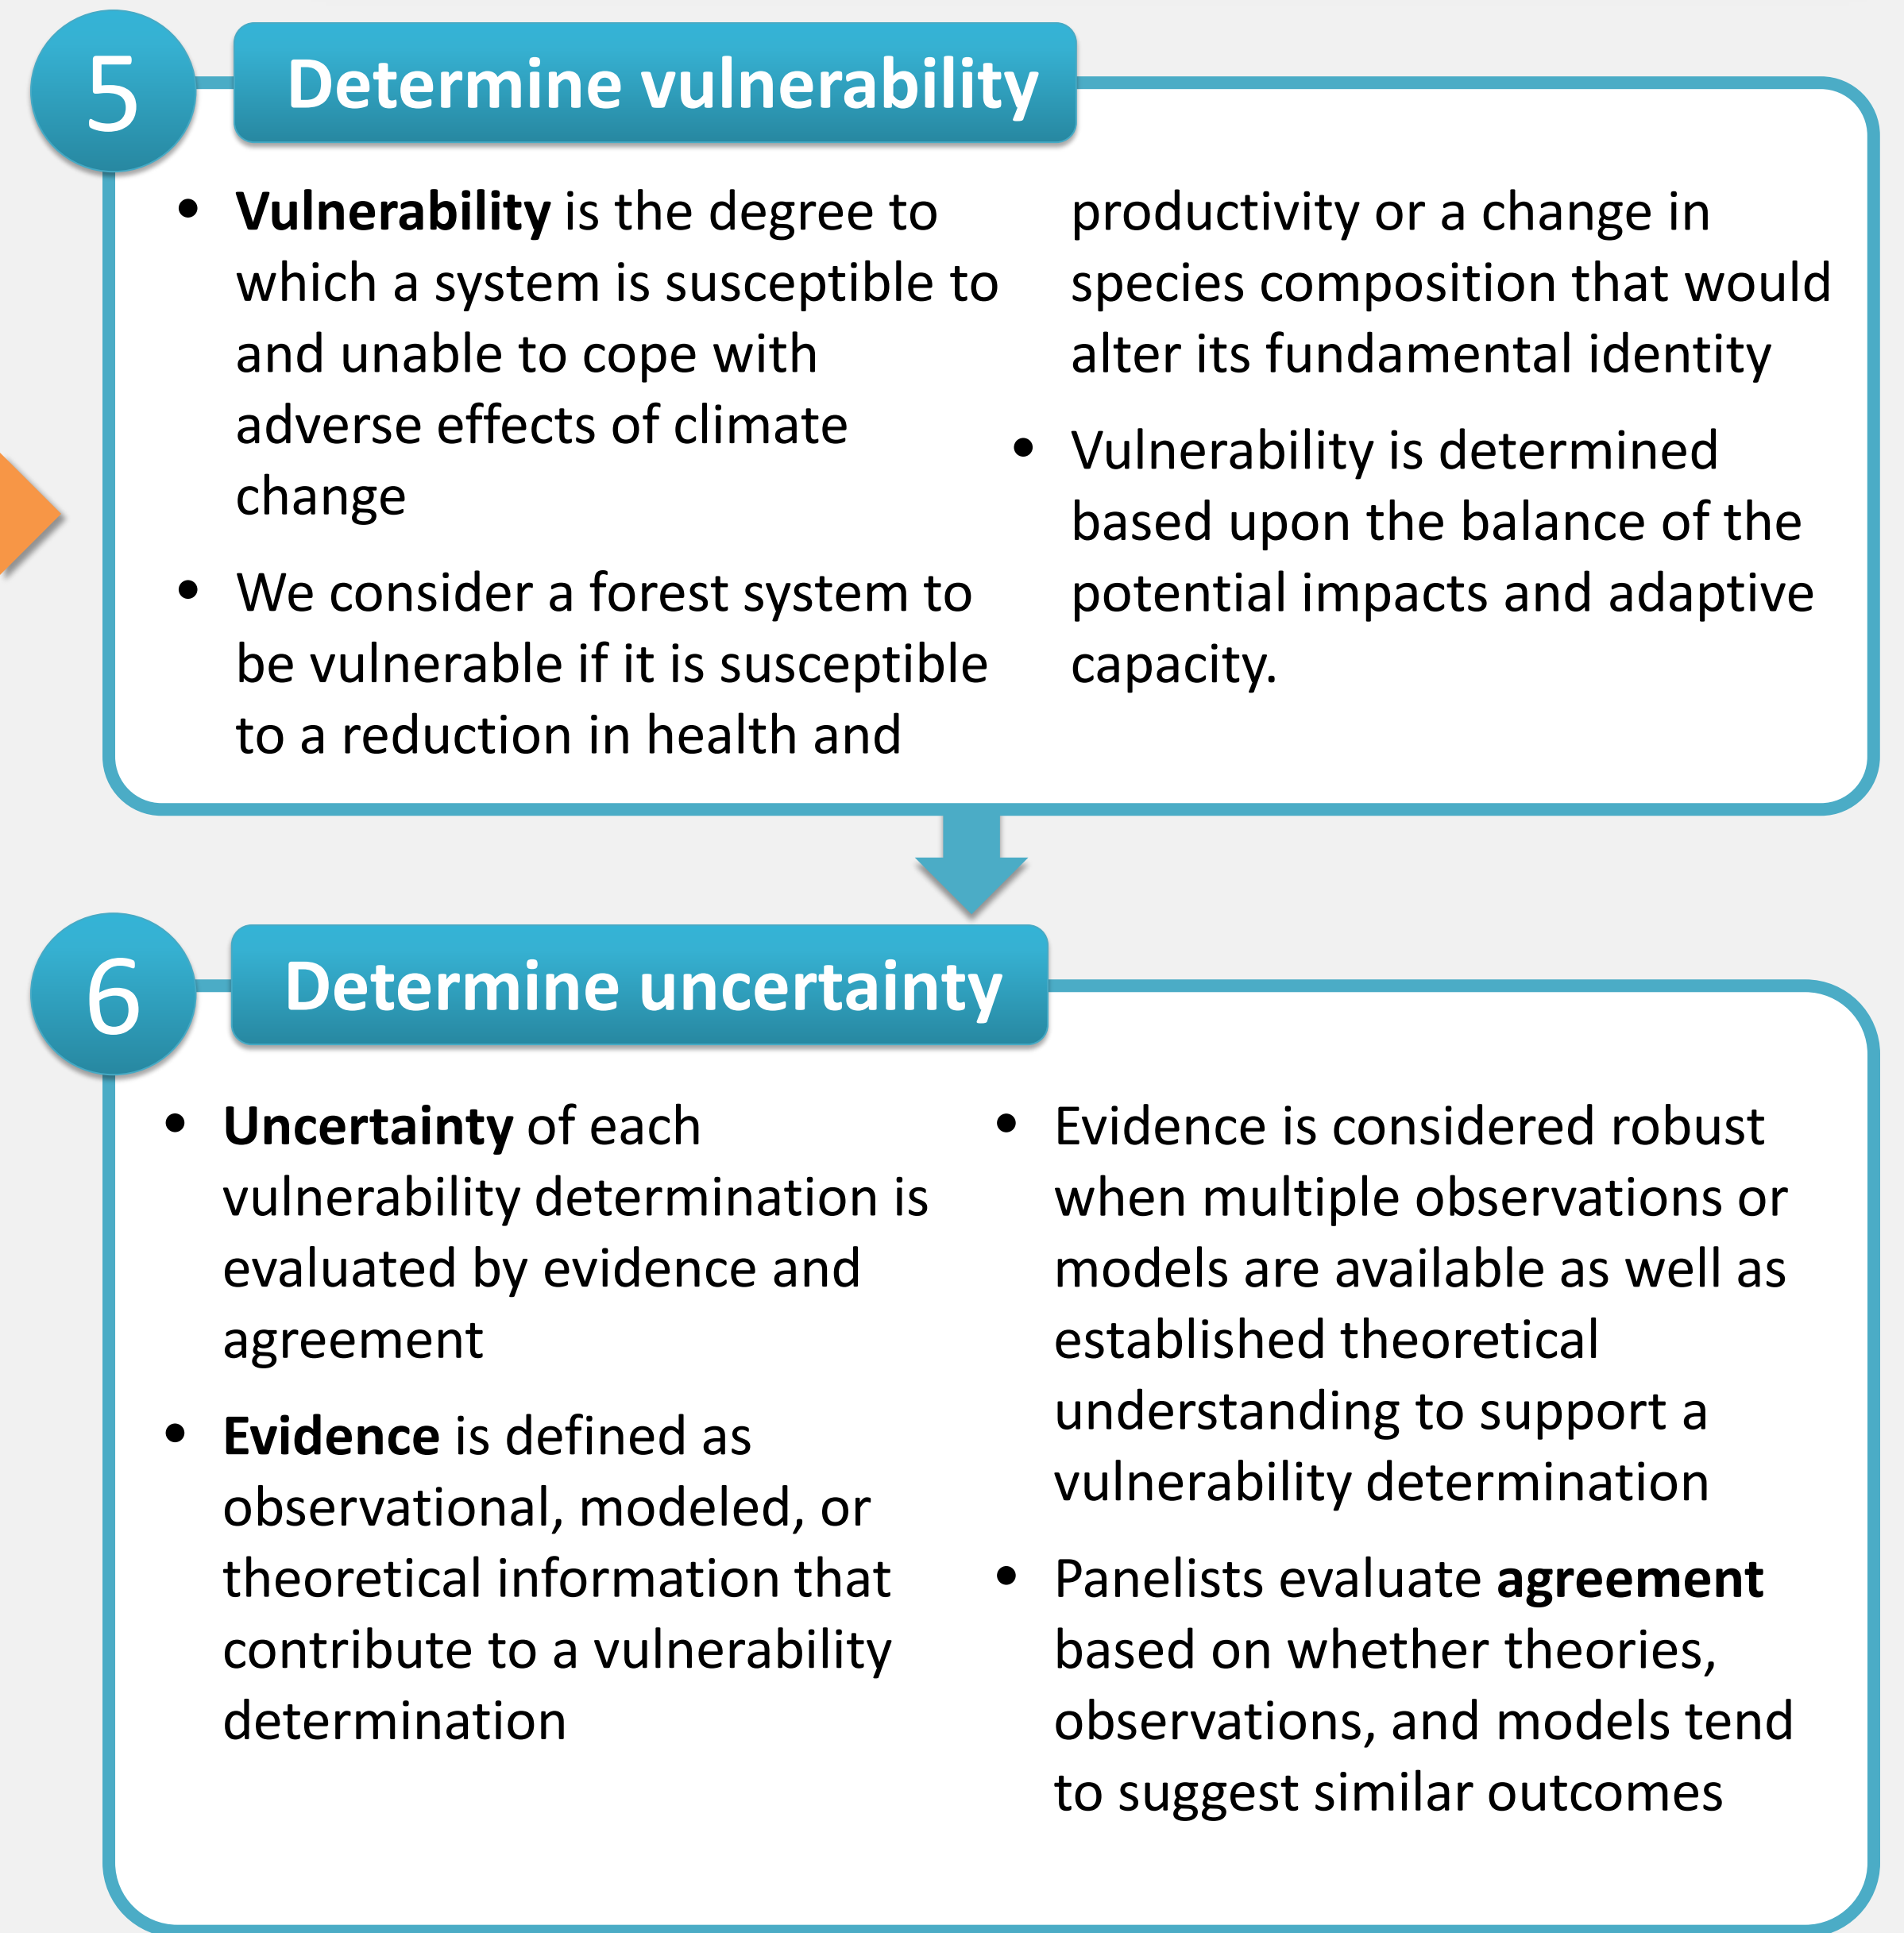 5
Determine vulnerability
• Vulnerability is the degree to
which a system is susceptible to
and unable to cope with
adverse effects of climate
change
• We consider a forest system to
be vulnerable if it is susceptible
to a reduction in health and
productivity or a change in
species composition that would
alter its fundamental identity
• Vulnerability is determined
based upon the balance of the
potential impacts and adaptive
capacity.
6
Determine uncertainty
• Uncertainty of each
vulnerability determination is
evaluated by evidence and
agreement
• Evidence is defined as
observational, modeled, or
theoretical information that
contribute to a vulnerability
determination
• Evidence is considered robust
when multiple observations or
models are available as well as
established theoretical
understanding to support a
vulnerability determination
• Panelists evaluate agreement
based on whether theories,
observations, and models tend
to suggest similar outcomes